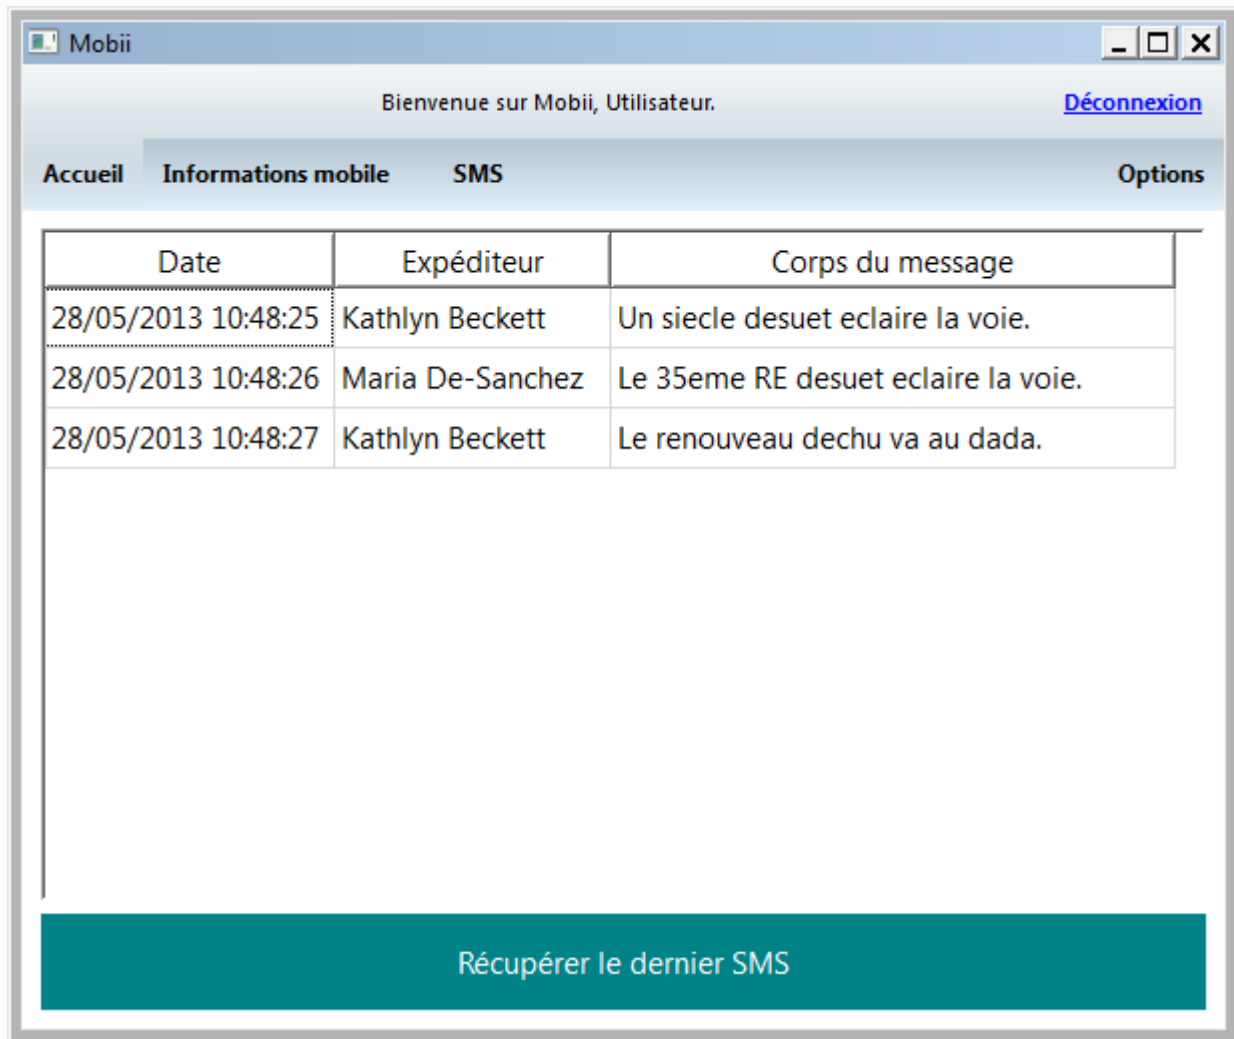 Mobii
Bienvenue sur Mobii, Utilisateur. Déconnexion
Accueil Informations mobile SMS Options
Date Expéditeur Corps du message
28/05/2013 10:48:25 Kathlyn Beckett Un siecle desuet eclaire la voie.
28/05/2013 10:48:26 Maria De-Sanchez Le 35eme RE desuet eclaire la voie.
28/05/2013 10:48:27 Kathlyn Beckett Le renouveau dechu va au dada.
Récupérer le dernier SMS